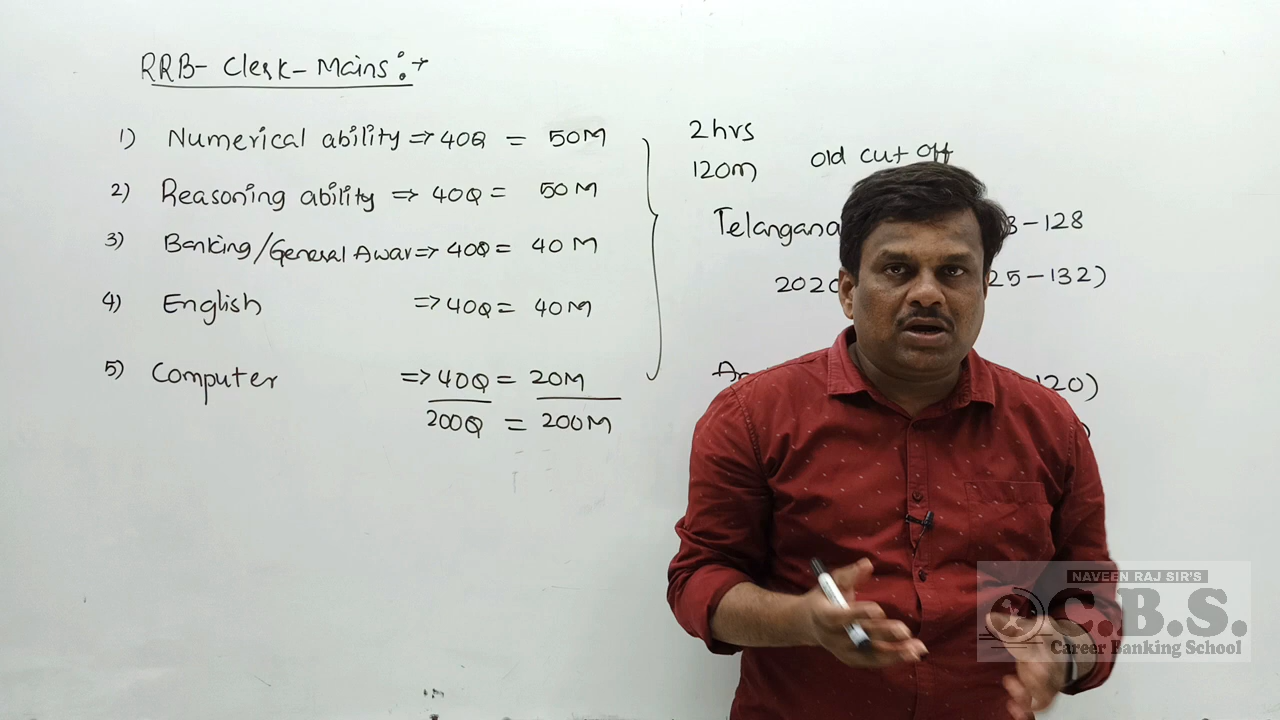 RRB- Clerk- Mains:→
1) Numerical ability ⇒ 40Q = 50M
2) Reasoning ability ⇒ 40Q = 50M
3) Banking/General Awar ⇒ 40Q = 40M
4) English ⇒ 40Q = 40M
5) Computer ⇒ 40Q = 20M
200Q = 200M
2hrs
120m
Old cut off
Telangana 8-128
2020 25-132)
120)
NAVEEN RAJ SIR'S
C.B.S.
Career Banking School